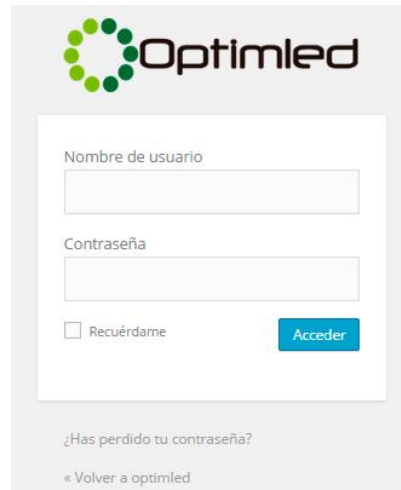 Optimled
Nombre de usuario
Contraseña
Recuérdame
Acceder
¿Has perdido tu contraseña?
« Volver a optimled